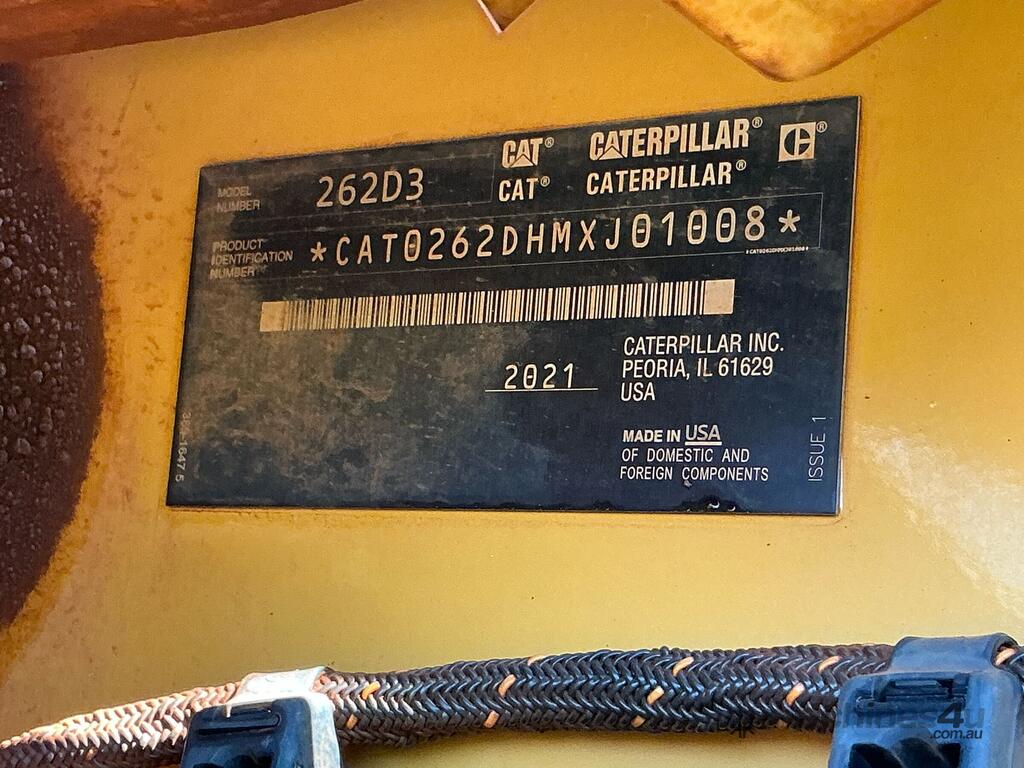 MODEL NUMBER 262D3
CAT® CATERPILLAR® ®
CAT® CATERPILLAR®
PRODUCT IDENTIFICATION NUMBER *CAT0262DHMXJ01008*
*CAT0262DHMXJ01008*
2021
CATERPILLAR INC.
PEORIA, IL 61629
USA
MADE IN USA
OF DOMESTIC AND
FOREIGN COMPONENTS
ISSUE 1